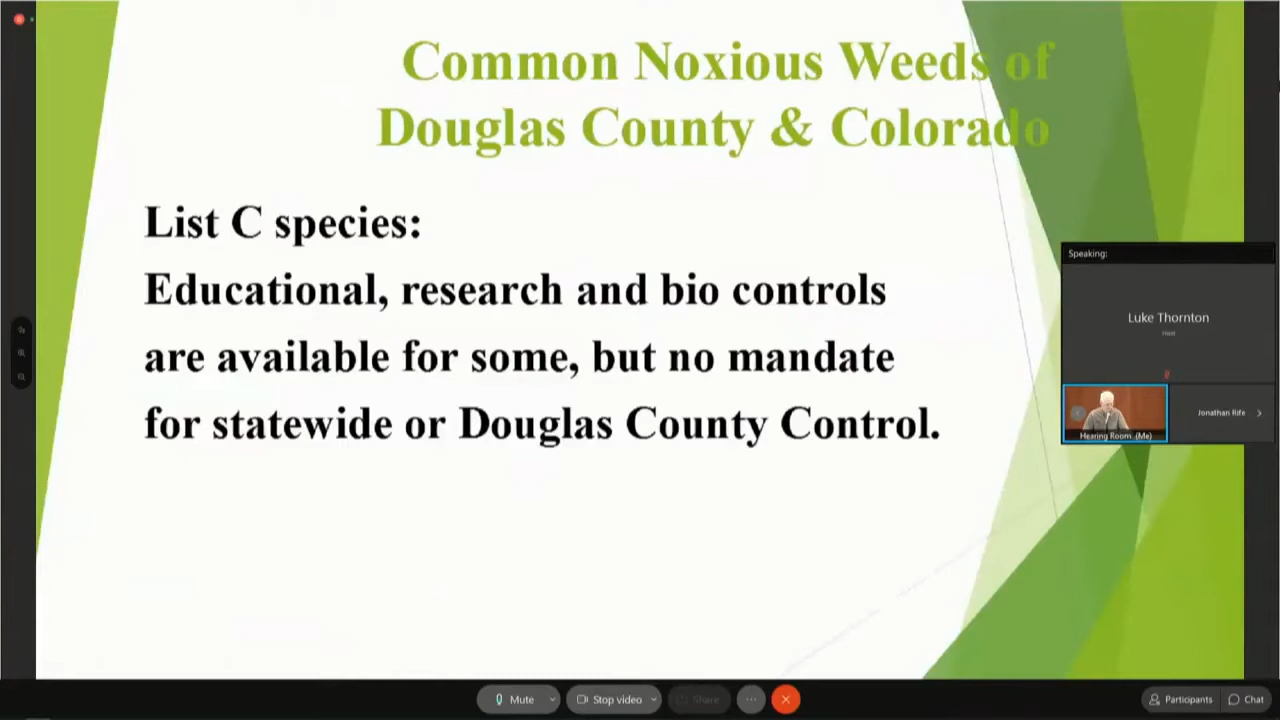 Common Noxious Weeds of
Douglas County & Colorado
List C species:
Educational, research and bio controls
are available for some, but no mandate
for statewide or Douglas County Control.
Speaking:
Luke Thornton
Host
Hearing Room (Me)
Jonathan Rife
Mute
Stop video
Share
Participants
Chat